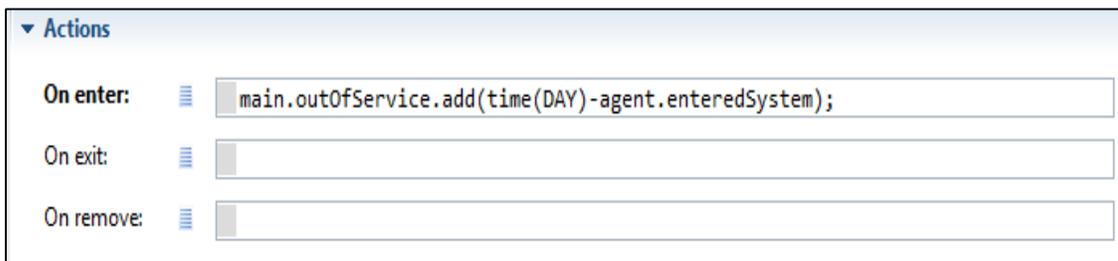 Actions
On enter: main.outOfService.add(time(DAY)-agent.enteredSystem);
On exit:
On remove: